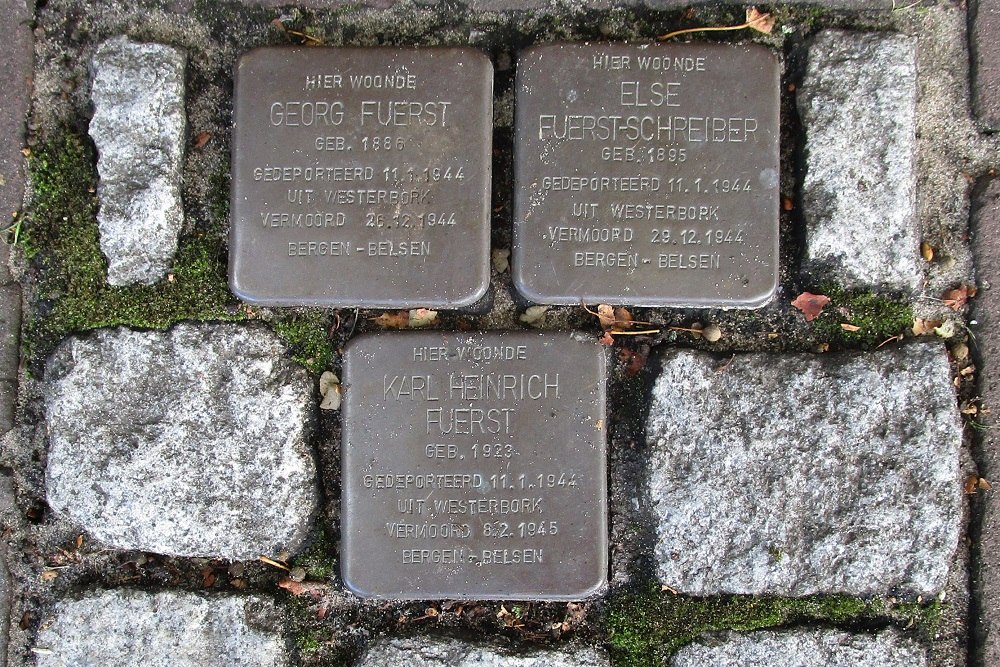 HIER WOONDE
GEORG FUERST
GEB. 1886
GEDEPORTEERD 11.1.1944
UIT WESTERBORK
VERMOORD 26.12.1944
BERGEN-BELSEN
HIER WOONDE
ELSE
FUERST-SCHREIBER
GEB. 1895
GEDEPORTEERD 11.1.1944
UIT WESTERBORK
VERMOORD 29.12.1944
BERGEN-BELSEN
HIER WOONDE
KARL HEINRICH
FUERST
GEB. 1923
GEDEPORTEERD 11.1.1944
UIT WESTERBORK
VERMOORD 8.2.1945
BERGEN-BELSEN